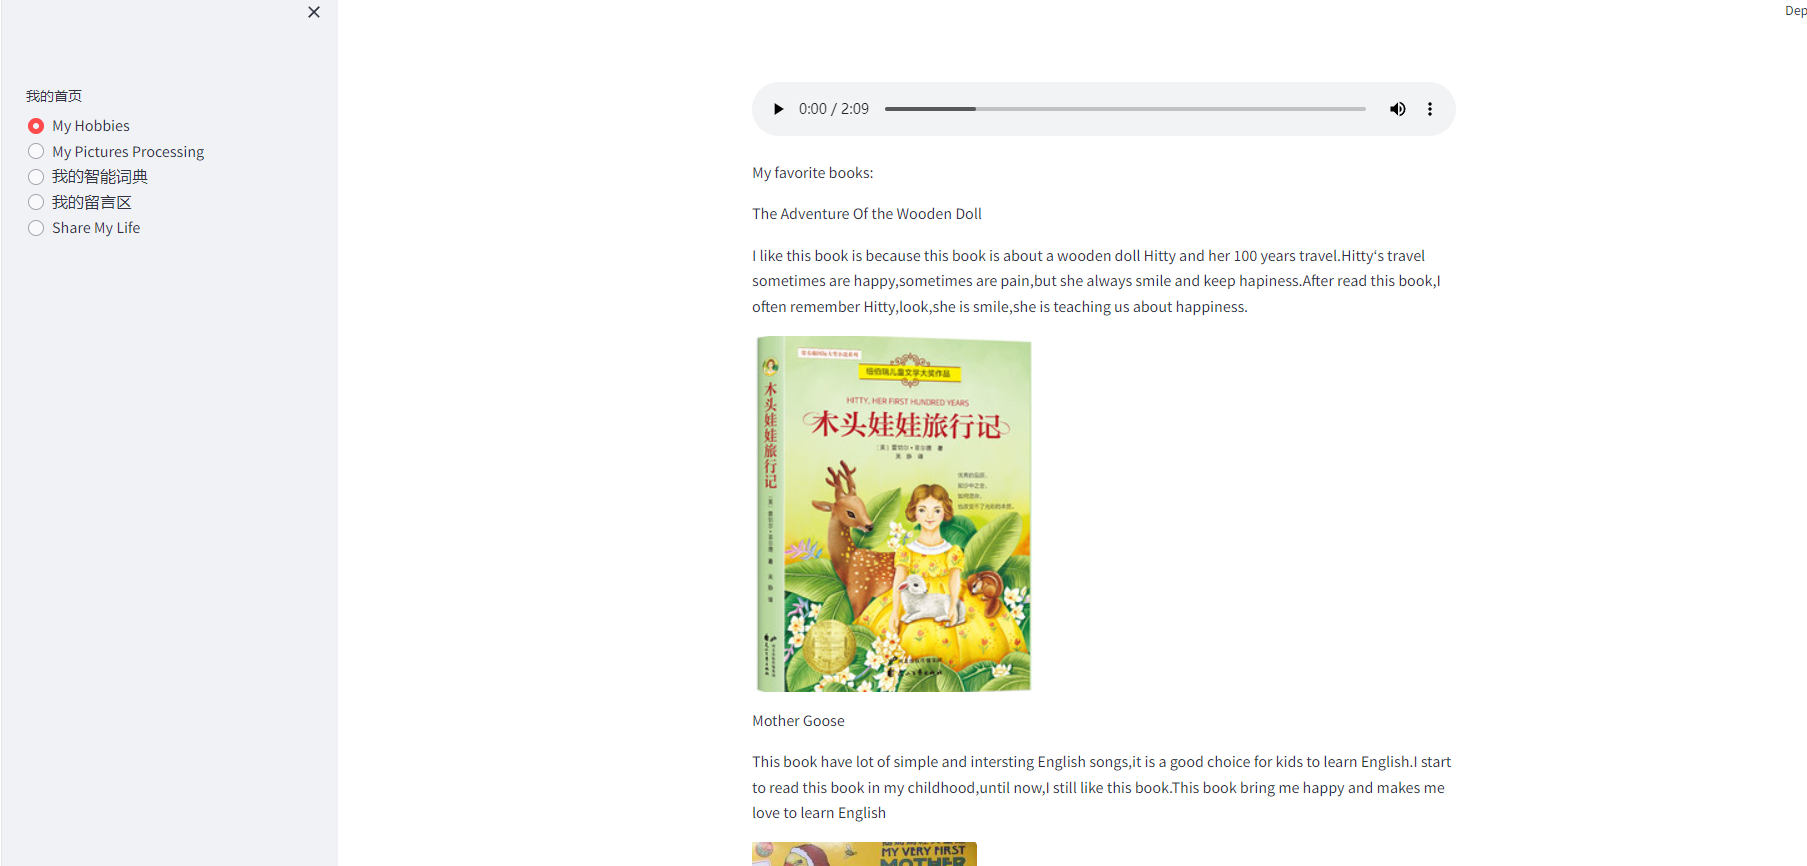 Dep
我的首页
My Hobbies
My Pictures Processing
我的智能词典
我的留言区
Share My Life
0:00 / 2:09
My favorite books:
The Adventure Of the Wooden Doll
I like this book is because this book is about a wooden doll Hitty and her 100 years travel.Hitty‘s travel
sometimes are happy,sometimes are pain,but she always smile and keep hapiness.After read this book,I
often remember Hitty,look,she is smile,she is teaching us about happiness.
纽伯瑞儿童文学大奖作品
HITTY, HER FIRST HUNDRED YEARS
木头娃娃旅行记
木头娃娃旅行记
Mother Goose
This book have lot of simple and intersting English songs,it is a good choice for kids to learn English.I start
to read this book in my childhood,until now,I still like this book.This book bring me happy and makes me
love to learn English
MY VERY FIRST
MOTHER